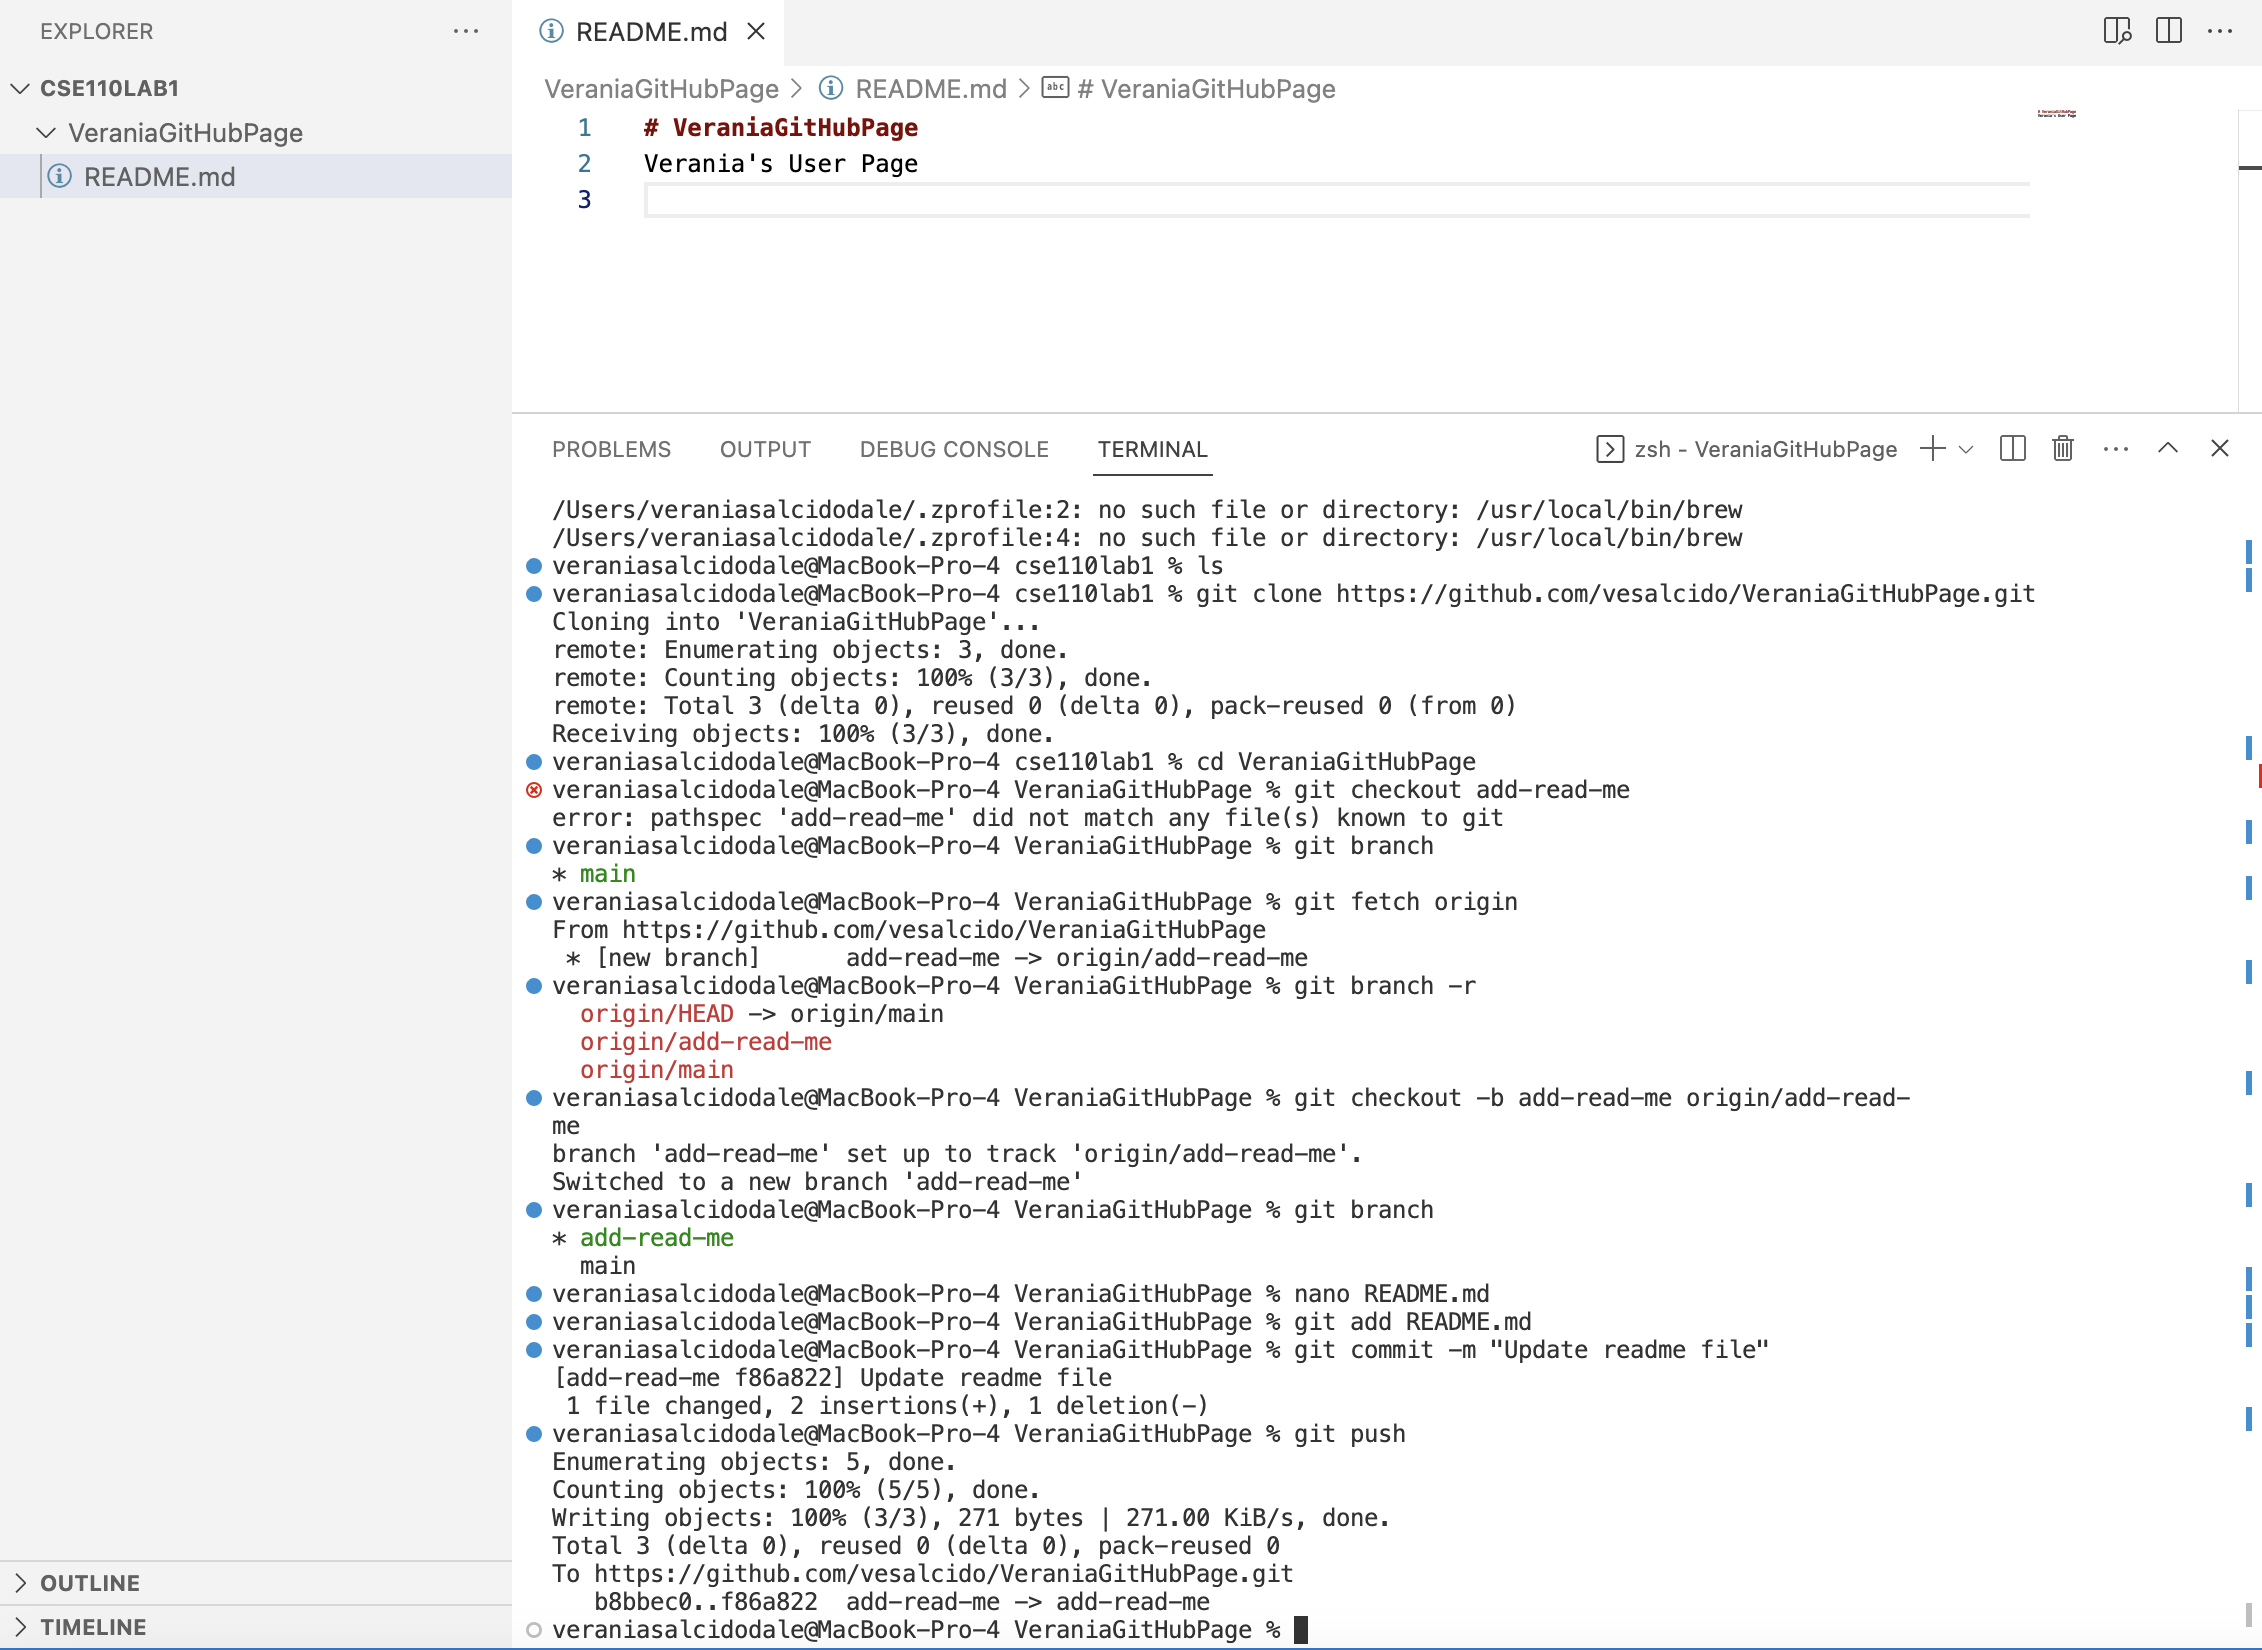 EXPLORER
CSE110LAB1
VeraniaGitHubPage
README.md
OUTLINE
TIMELINE
README.md
VeraniaGitHubPage > README.md > # VeraniaGitHubPage
1 # VeraniaGitHubPage
2 Verania's User Page
3
PROBLEMS OUTPUT DEBUG CONSOLE TERMINAL zsh - VeraniaGitHubPage
/Users/veraniasalcidodale/.zprofile:2: no such file or directory: /usr/local/bin/brew
/Users/veraniasalcidodale/.zprofile:4: no such file or directory: /usr/local/bin/brew
veraniasalcidodale@MacBook-Pro-4 cse110lab1 % ls
veraniasalcidodale@MacBook-Pro-4 cse110lab1 % git clone https://github.com/vesalcido/VeraniaGitHubPage.git
Cloning into 'VeraniaGitHubPage'...
remote: Enumerating objects: 3, done.
remote: Counting objects: 100% (3/3), done.
remote: Total 3 (delta 0), reused 0 (delta 0), pack-reused 0 (from 0)
Receiving objects: 100% (3/3), done.
veraniasalcidodale@MacBook-Pro-4 cse110lab1 % cd VeraniaGitHubPage
veraniasalcidodale@MacBook-Pro-4 VeraniaGitHubPage % git checkout add-read-me
error: pathspec 'add-read-me' did not match any file(s) known to git
veraniasalcidodale@MacBook-Pro-4 VeraniaGitHubPage % git branch
* main
veraniasalcidodale@MacBook-Pro-4 VeraniaGitHubPage % git fetch origin
From https://github.com/vesalcido/VeraniaGitHubPage
 * [new branch]      add-read-me -> origin/add-read-me
veraniasalcidodale@MacBook-Pro-4 VeraniaGitHubPage % git branch -r
  origin/HEAD -> origin/main
  origin/add-read-me
  origin/main
veraniasalcidodale@MacBook-Pro-4 VeraniaGitHubPage % git checkout -b add-read-me origin/add-read-
me
branch 'add-read-me' set up to track 'origin/add-read-me'.
Switched to a new branch 'add-read-me'
veraniasalcidodale@MacBook-Pro-4 VeraniaGitHubPage % git branch
* add-read-me
  main
veraniasalcidodale@MacBook-Pro-4 VeraniaGitHubPage % nano README.md
veraniasalcidodale@MacBook-Pro-4 VeraniaGitHubPage % git add README.md
veraniasalcidodale@MacBook-Pro-4 VeraniaGitHubPage % git commit -m "Update readme file"
[add-read-me f86a822] Update readme file
 1 file changed, 2 insertions(+), 1 deletion(-)
veraniasalcidodale@MacBook-Pro-4 VeraniaGitHubPage % git push
Enumerating objects: 5, done.
Counting objects: 100% (5/5), done.
Writing objects: 100% (3/3), 271 bytes | 271.00 KiB/s, done.
Total 3 (delta 0), reused 0 (delta 0), pack-reused 0
To https://github.com/vesalcido/VeraniaGitHubPage.git
   b8bbec0..f86a822  add-read-me -> add-read-me
veraniasalcidodale@MacBook-Pro-4 VeraniaGitHubPage %